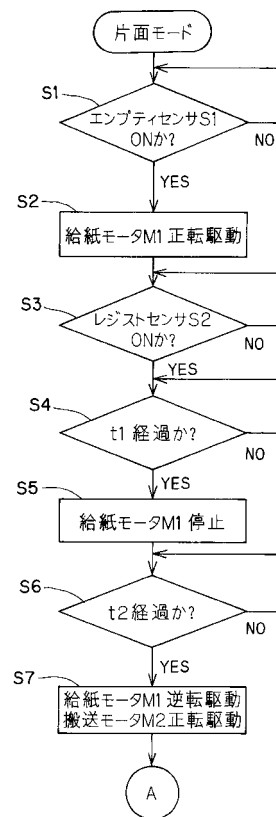 片面モード
S1
エンプティセンサS1
ONか?
NO
YES
S2
給紙モータM1 正転駆動
S3
レジストセンサS2
ONか?
NO
YES
S4
t1 経過か?
NO
YES
S5
給紙モータM1 停止
S6
t2 経過か?
NO
YES
S7
給紙モータM1 逆転駆動
搬送モータM2正転駆動
A